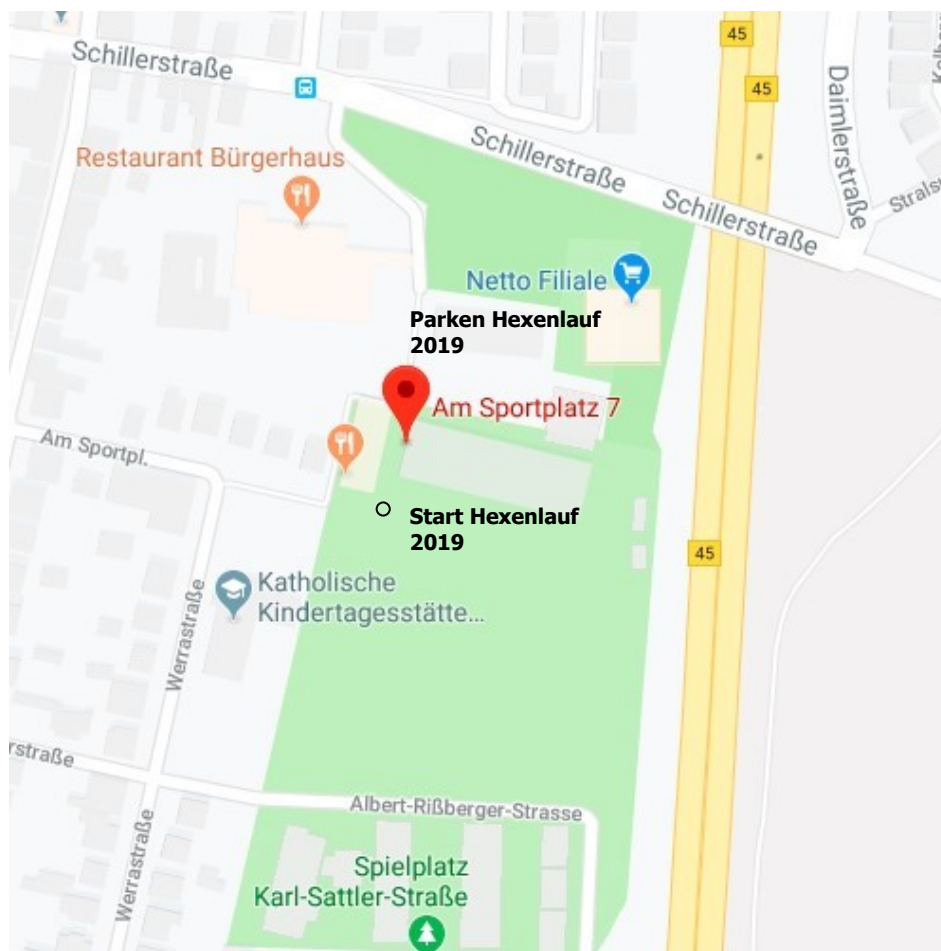 45
Schillerstraße
45
Daimlerstraße
Schillerstraße
Restaurant Bürgerhaus
Schillerstraße
Netto Filiale
Parken Hexenlauf
2019
Am Sportplatz 7
Am Sportpl.
Start Hexenlauf
2019
45
Katholische
Kindertagesstätte...
Werrastraße
rstraße
Albert-Rißberger-Strasse
Werrastraße
Spielplatz
Karl-Sattler-Straße